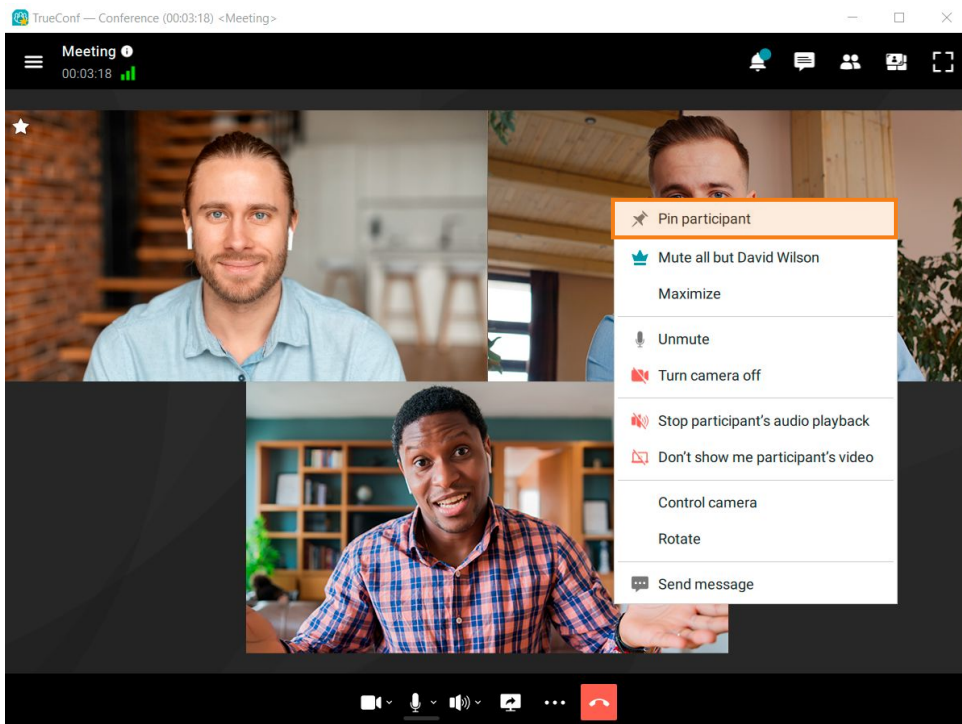 TrueConf — Conference (00:03:18) <Meeting>
Meeting
00:03:18
Pin participant
Mute all but David Wilson
Maximize
Unmute
Turn camera off
Stop participant's audio playback
Don't show me participant's video
Control camera
Rotate
Send message